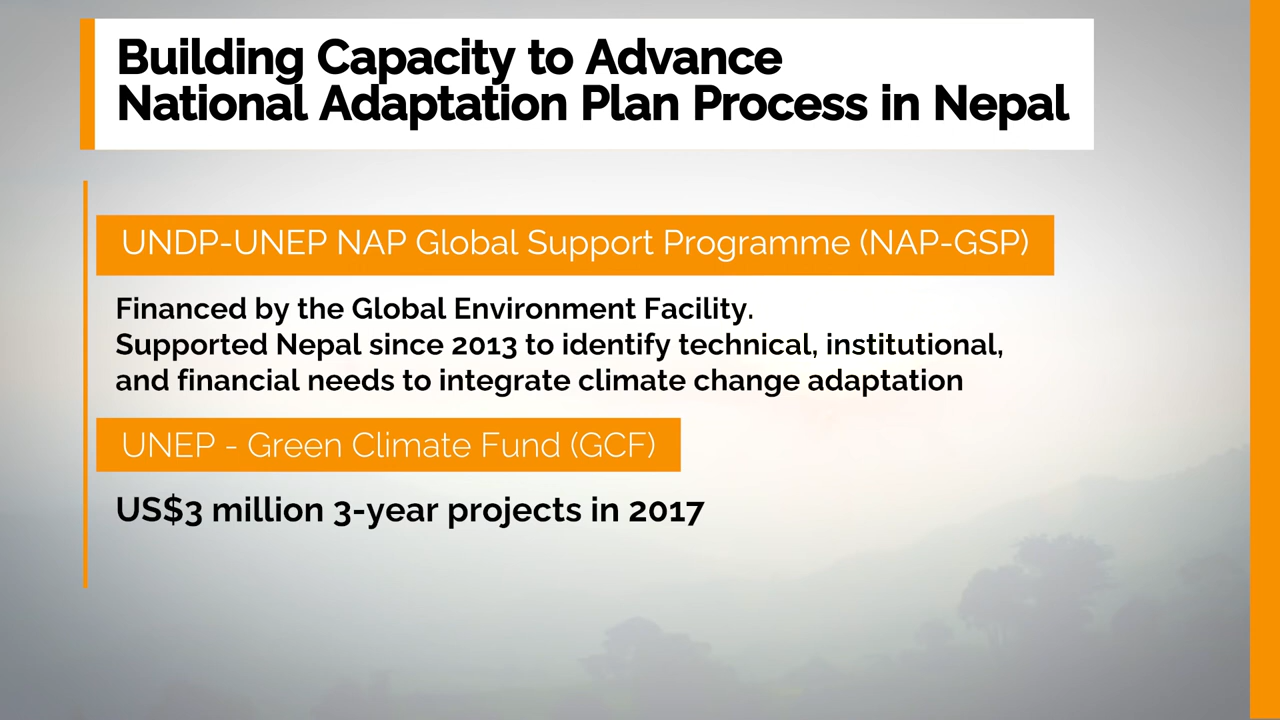 Building Capacity to Advance
National Adaptation Plan Process in Nepal
UNDP-UNEP NAP Global Support Programme (NAP-GSP)
Financed by the Global Environment Facility.
Supported Nepal since 2013 to identify technical, institutional,
and financial needs to integrate climate change adaptation
UNEP - Green Climate Fund (GCF)
US$3 million 3-year projects in 2017